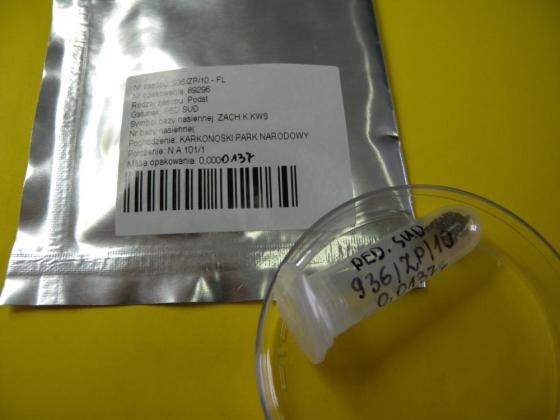 Nr zasobu: 936/ZP/10 - FL
Nr opakowania: 89296
Rodzaj zasobu: Podst
Gatunek: PED SUD
Symbol bazy nasiennej: ZACH K KWS
Nr bazy nasiennej:
Pochodzenie: KARKONOSKI PARK NARODOWY
Położenie: N A 101/1
Masa opakowania: 0,0000137
PED. SUD
936/ZP/10
0,0137g